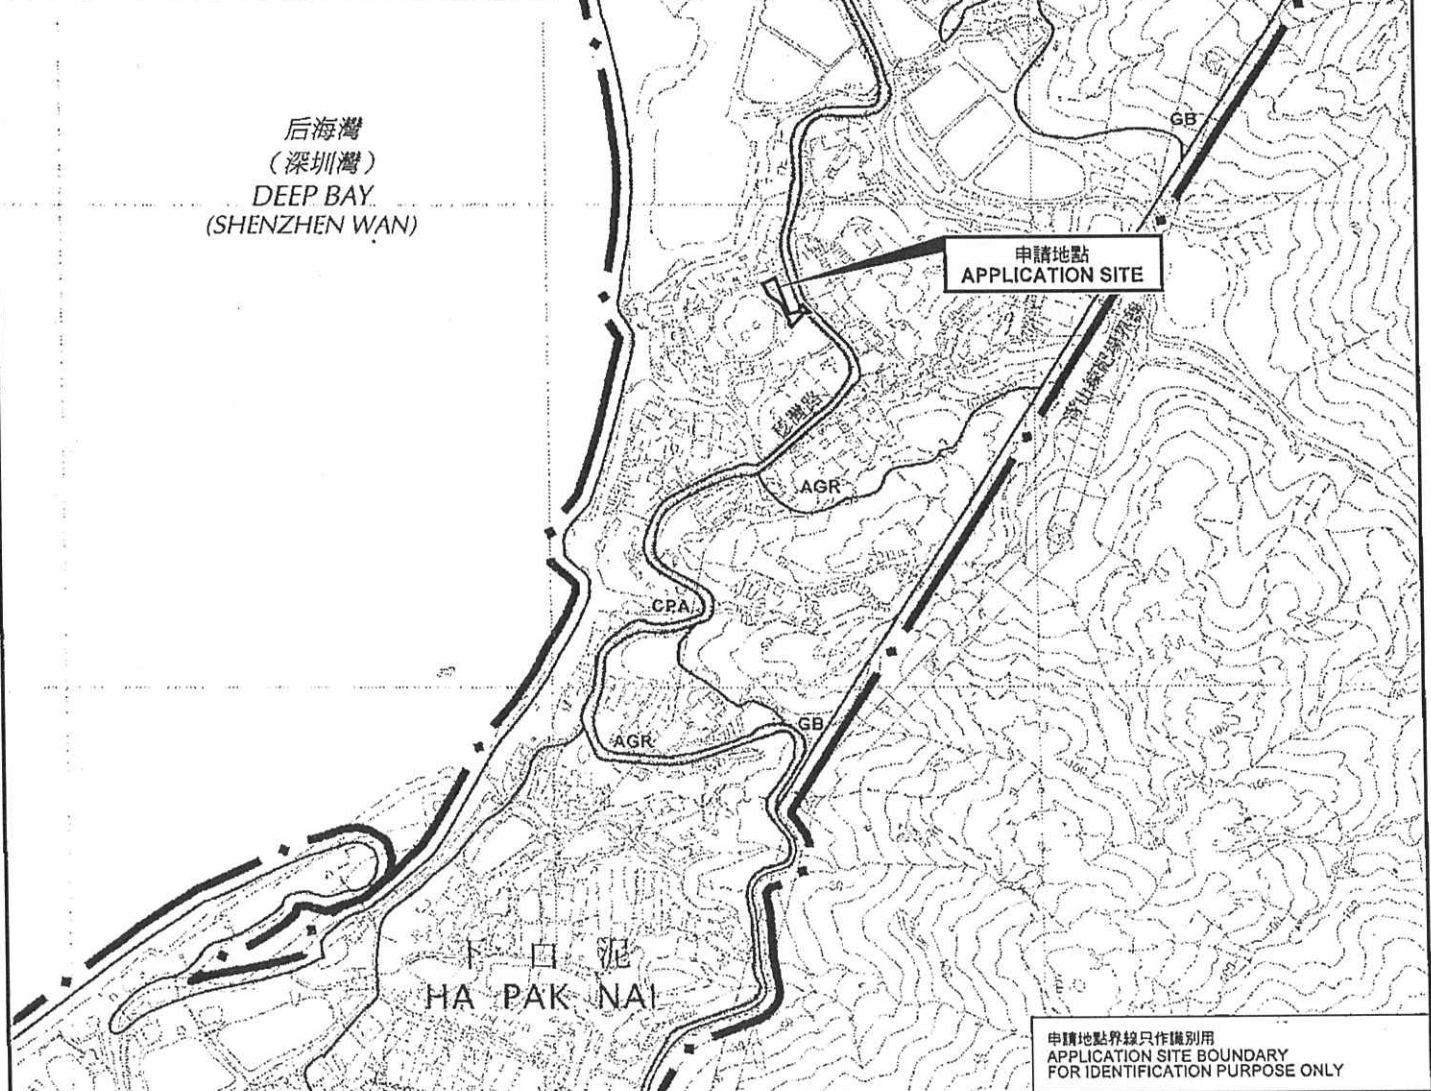 后海灣
（深圳灣）
DEEP BAY
(SHENZHEN WAN)
GB
申請地點
APPLICATION SITE
AGR
CPA
GB
AGR
下 白 泥
HA PAK NAI
申請地點界線只作識別用
APPLICATION SITE BOUNDARY
FOR IDENTIFICATION PURPOSE ONLY